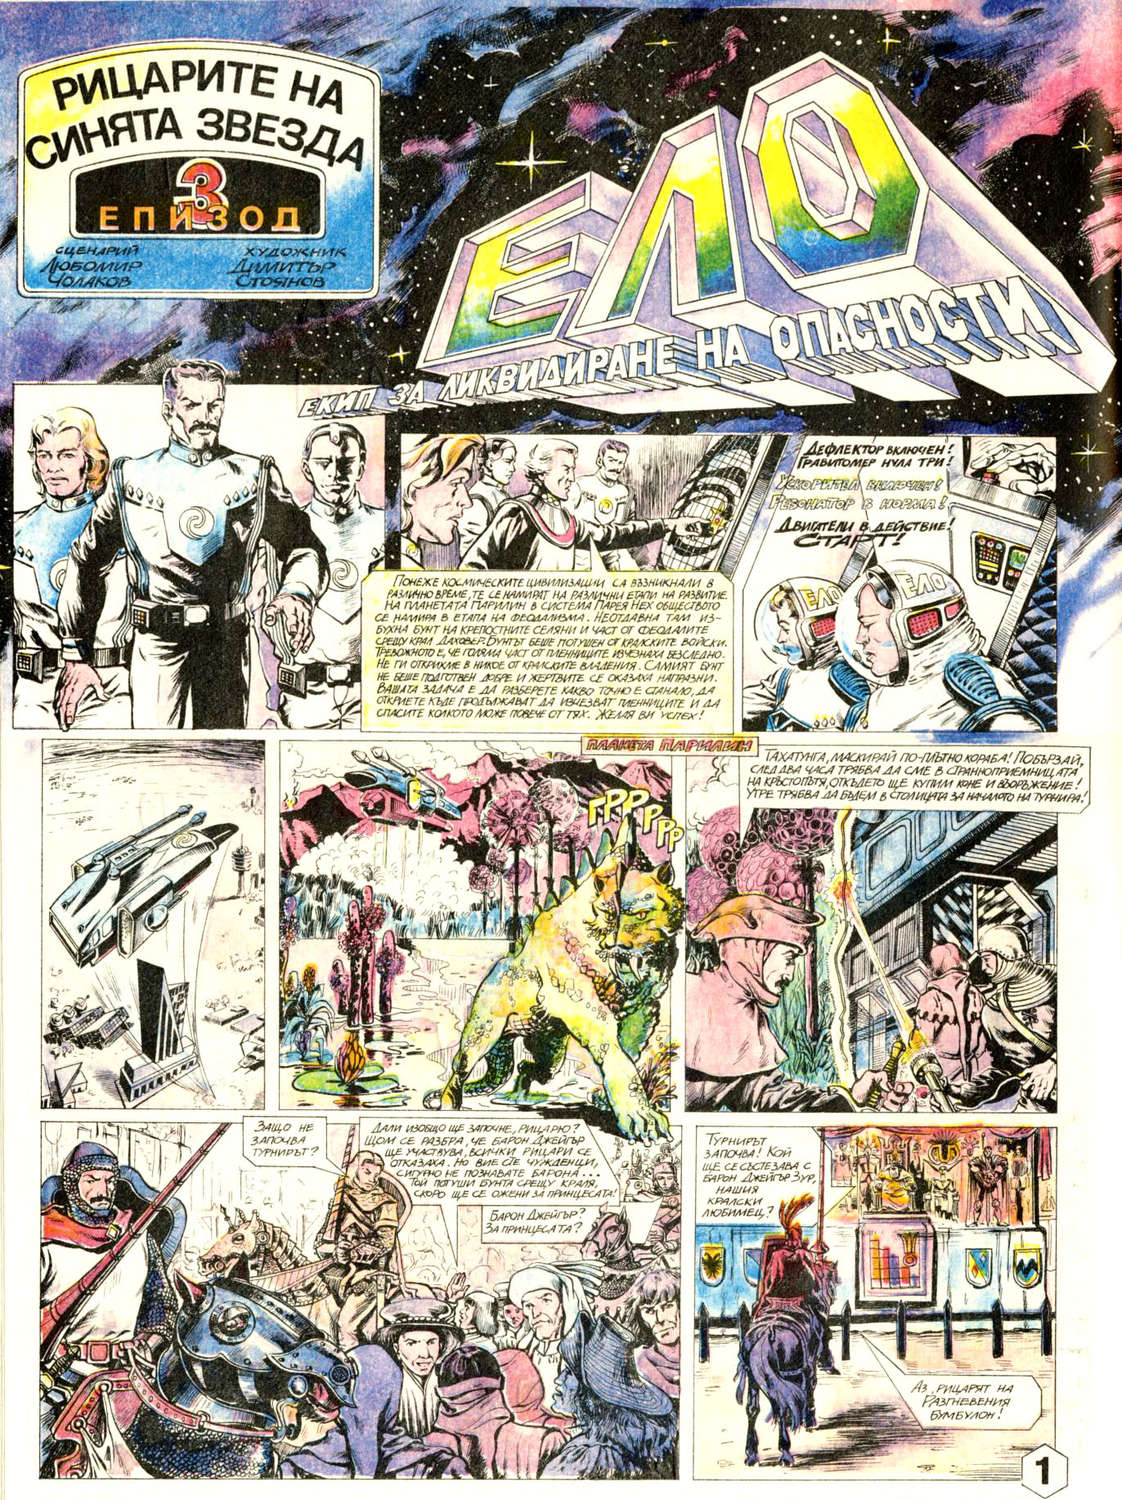 РИЦАРИТЕ НА
СИНЯТА ЗВЕЗДА
3
ЕПИЗОД
СЦЕНАРИЙ
ЛЮБОМИР
ЧОЛАКОВ
ХУДОЖНИК
ДИМИТЪР
СТОЯНОВ
ЕЛО
ЕКИП ЗА ЛИКВИДИРАНЕ НА ОПАСНОСТИ
ПОНЕЖЕ КОСМИЧЕСКИТЕ ЦИВИЛИЗАЦИИ СА ВЪЗНИКНАЛИ В
РАЗЛИЧНО ВРЕМЕ, ТЕ СЕ НАМИРАТ НА РАЗЛИЧНИ ЕТАПИ НА РАЗВИТИЕ.
НА ПЛАНЕТАТА ПАРИЛИН В СИСТЕМА ПАРЕЯ НЕХ ОБЩЕСТВОТО
СЕ НАМИРА В ЕТАПА НА ФЕОДАЛИЗМА. НЕОТДАВНА ТАМ ИЗ-
БУХНА БУНТ НА КРЕПОСТНИТЕ СЕЛЯНИ И ЧАСТ ОТ ФЕОДАЛИТЕ
СРЕЩУ КРАЛ ДАХОВЕР. БУНТЪТ БЕШЕ ПОТУШЕН ОТ КРАЛСКИТЕ ВОЙСКИ.
ТРЕВОЖНОТО Е, ЧЕ ГОЛЯМА ЧАСТ ОТ ПЛЕННИЦИТЕ ИЗЧЕЗНАХА БЕЗСЛЕДНО.
НЕ ГИ ОТКРИХМЕ В НИКОЕ ОТ КРАЛСКИТЕ ВЛАДЕНИЯ. САМИЯТ БУНТ
НЕ БЕШЕ ПОДГОТВЕН ДОБРЕ И ЖЕРТВИТЕ СЕ ОКАЗАХА НАПРАЗНИ.
ВАШАТА ЗАДАЧА Е ДА РАЗБЕРЕТЕ КАКВО ТОЧНО Е СТАНАЛО, ДА
ОТКРИЕТЕ КЪДЕ ПРОДЪЛЖАВАТ ДА ИЗЧЕЗВАТ ПЛЕННИЦИТЕ И ДА
СПАСИТЕ КОЛКОТО МОЖЕ ПОВЕЧЕ ОТ ТЯХ. ЖЕЛАЯ ВИ УСПЕХ!
ДЕФЛЕКТОР ВКЛЮЧЕН!
ГРАВИТОМЕР НУЛА ТРИ!
УСКОРИТЕЛ ВКЛЮЧЕН!
РЕЗОНАТОР В НОРМА!
ДВИГАТЕЛИ В ДЕЙСТВИЕ!
СТАРТ!
ЕЛО
ЕЛО
ПЛАНЕТА ПАРИЛИН
ГРРРРРР
ТАХАТУНГА, МАСКИРАЙ ПО-ПЛЪТНО КОРАБА! ПОБЪРЗАЙ,
СЛЕД ДВА ЧАСА ТРЯБВА ДА СМЕ В СТРАННОПРИЕМНИЦАТА
НА КРЪСТОПЪТЯ, ОТКЪДЕТО ЩЕ КУПИМ КОНЕ И ВЪОРЪЖЕНИЕ!
УТРЕ ТРЯБВА ДА БЪДЕМ В СТОЛИЦАТА ЗА НАЧАЛОТО НА ТУРНИРА!
ЗАЩО НЕ
ЗАПОЧВА
ТУРНИРЪТ?
ДАЛИ ИЗОБЩО ЩЕ ЗАПОЧНЕ, РИЦАРЮ?
ЩОМ СЕ РАЗБРА, ЧЕ БАРОН ДЖЕЙГЪР
ЩЕ УЧАСТВУВА, ВСИЧКИ РИЦАРИ СЕ
ОТКАЗАХА. НО ВИЕ СТЕ ЧУЖДЕНЦИ,
СИГУРНО НЕ ПОЗНАВАТЕ БАРОНА...
ТОЙ ПОТУШИ БУНТА СРЕЩУ КРАЛЯ,
СКОРО ЩЕ СЕ ОЖЕНИ ЗА ПРИНЦЕСАТА!
БАРОН ДЖЕЙГЪР?
ЗА ПРИНЦЕСАТА?
ТУРНИРЪТ
ЗАПОЧВА! КОЙ
ЩЕ СЕ СЪСТЕЗАВА С
БАРОН ДЖЕЙГЪР ЗУР,
НАШИЯ
КРАЛСКИ
ЛЮБИМЕЦ?
АЗ, РИЦАРЯТ НА
РАЗГНЕВЕНИЯ
БУМБУЛОН!
1